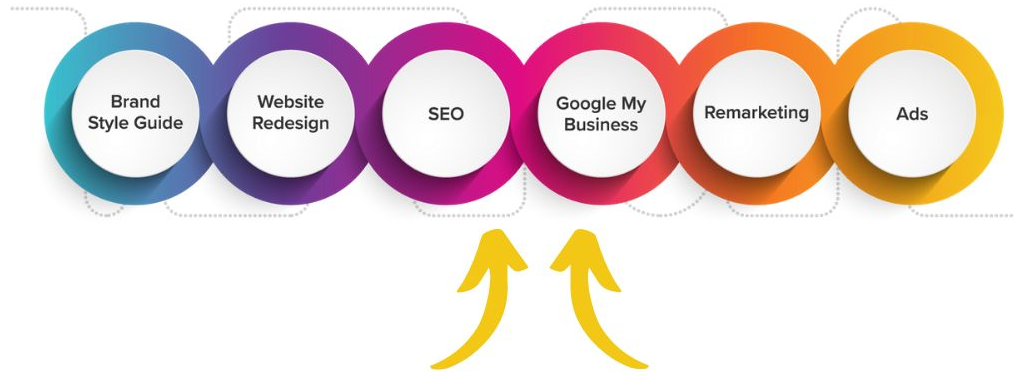 Brand
Style Guide
Website
Redesign
SEO
Google My
Business
Remarketing
Ads